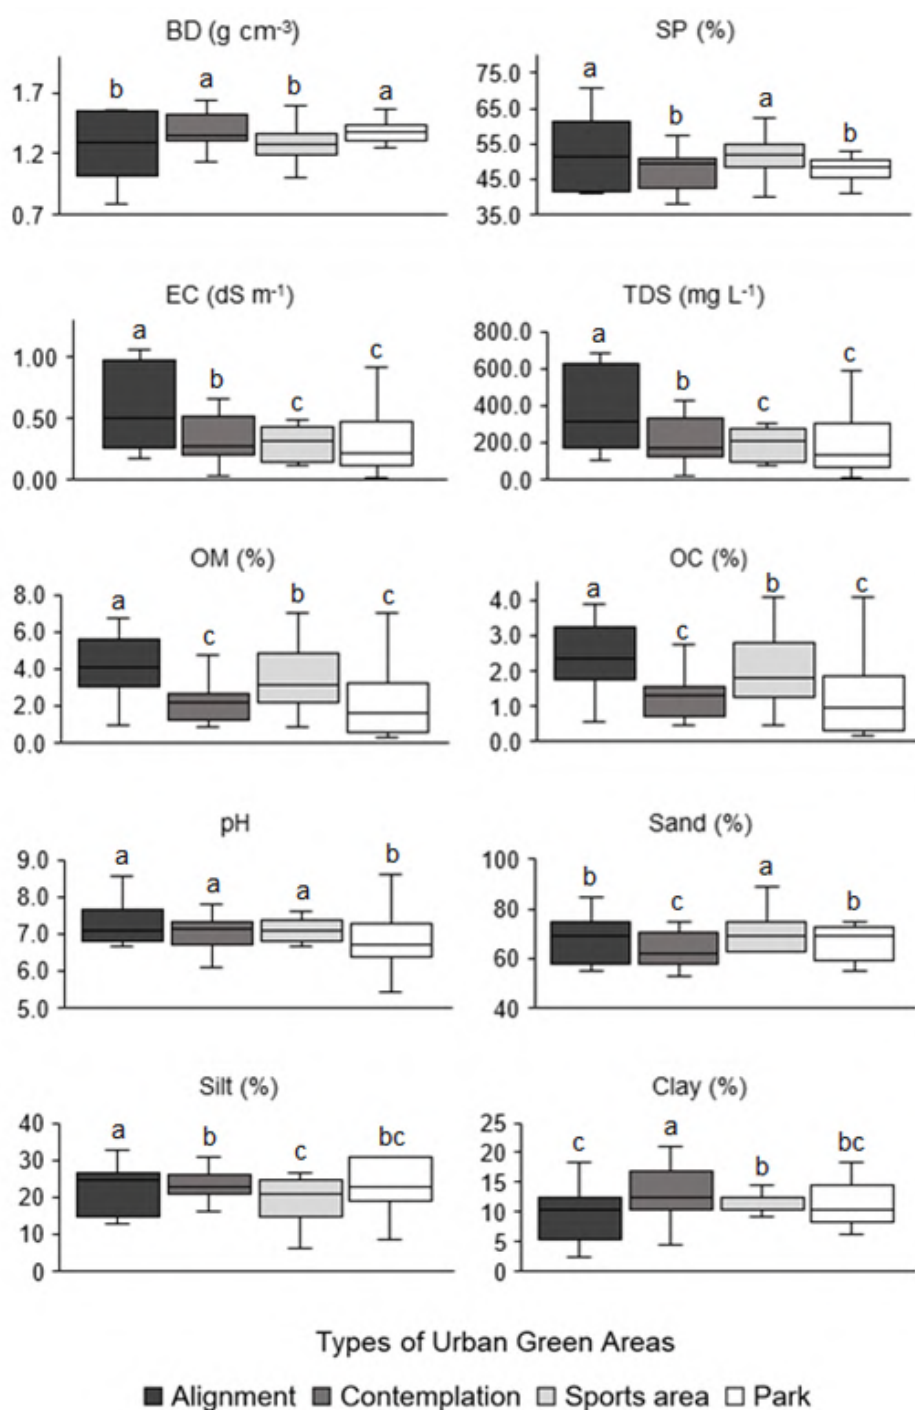 BD (g cm-3)
1.7
1.2
0.7
b a b a
SP (%)
75.0
65.0
55.0
45.0
35.0
a b a b
EC (dS m-1)
1.00
0.50
0.00
a b c c
TDS (mg L-1)
800.0
600.0
400.0
200.0
0.0
a b c c
OM (%)
8.0
6.0
4.0
2.0
0.0
a c b c
OC (%)
4.0
3.0
2.0
1.0
0.0
a c b c
pH
9.0
8.0
7.0
6.0
5.0
a a a b
Sand (%)
100
80
60
40
b c a b
Silt (%)
40
30
20
10
0
a b c bc
Clay (%)
25
20
15
10
5
0
c a b bc
Types of Urban Green Areas
Alignment Contemplation Sports area Park